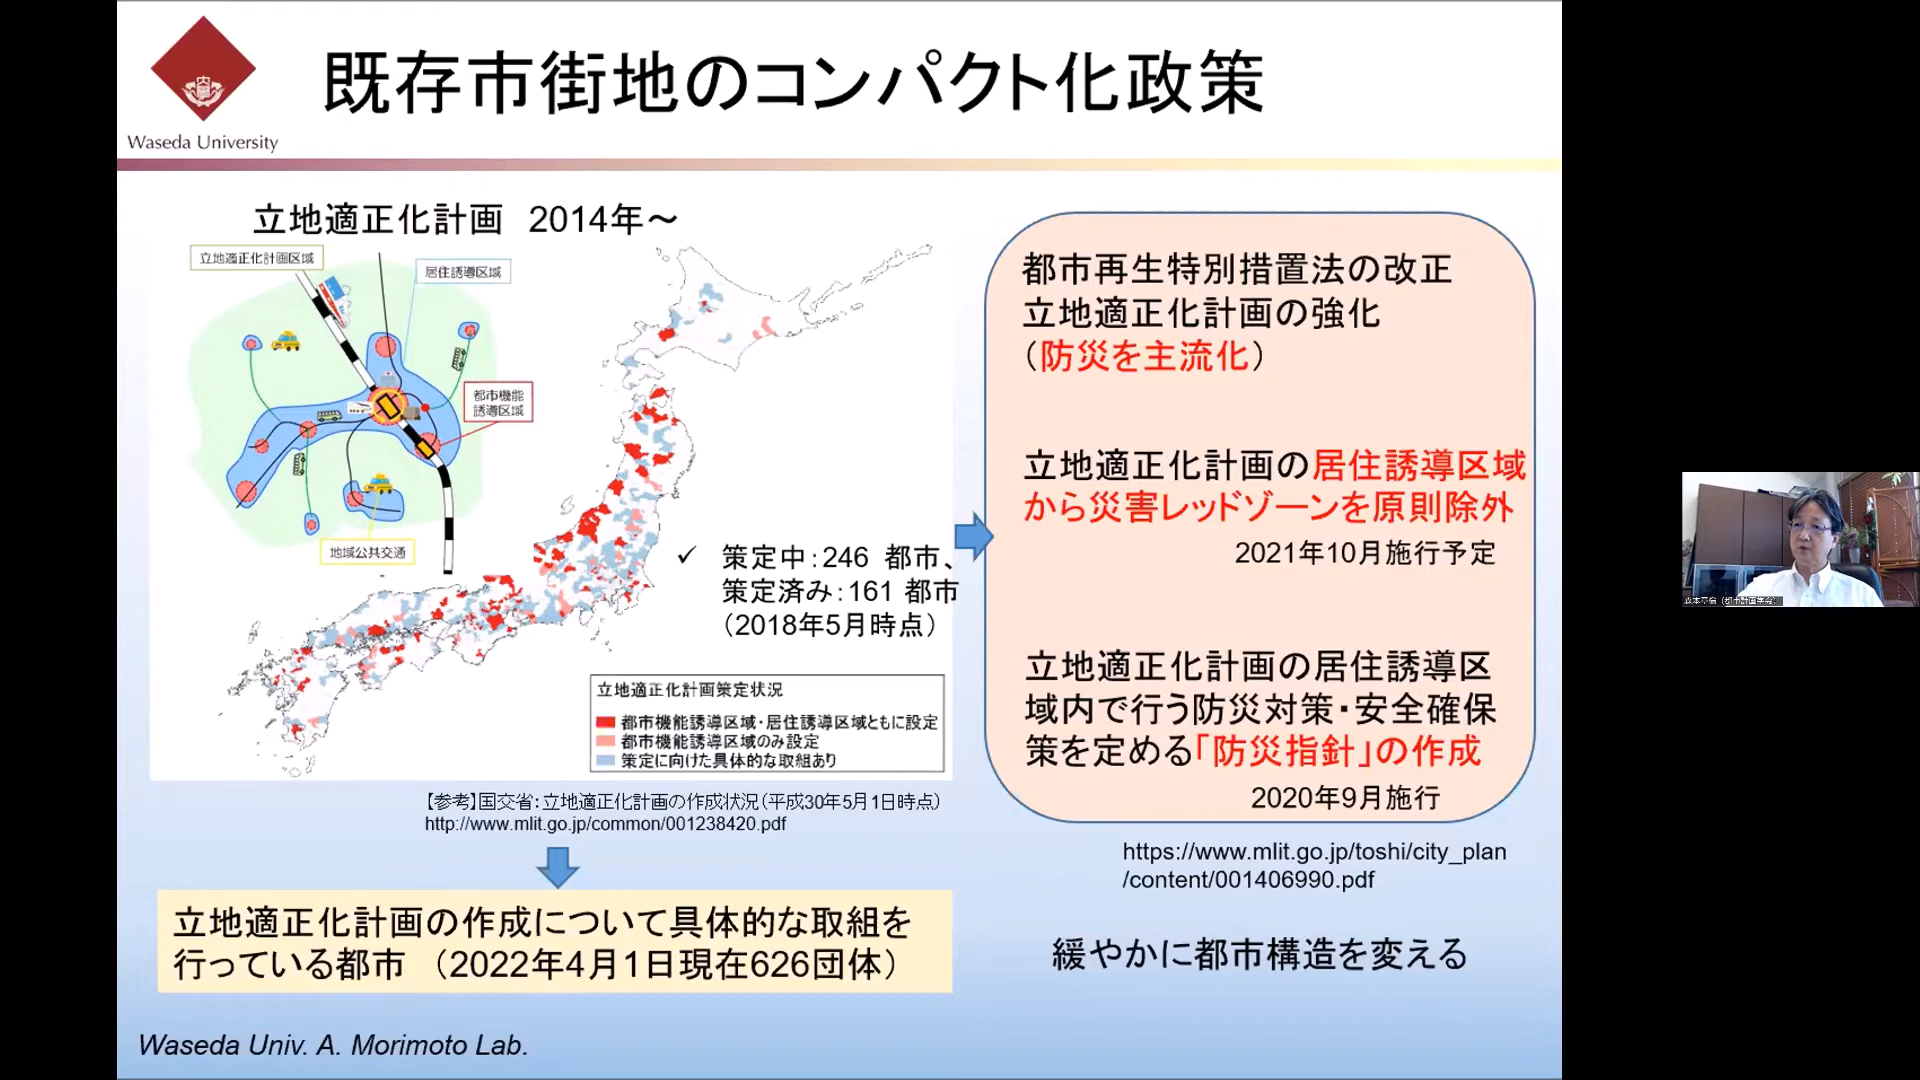 Waseda University
既存市街地のコンパクト化政策
立地適正化計画 2014年～
立地適正化計画区域
居住誘導区域
都市機能
誘導区域
地域公共交通
✓ 策定中：246 都市、
策定済み：161 都市
（2018年5月時点）
立地適正化計画策定状況
都市機能誘導区域・居住誘導区域ともに設定
都市機能誘導区域のみ設定
策定に向けた具体的な取組あり
【参考】国交省：立地適正化計画の作成状況（平成30年5月1日時点）
http://www.mlit.go.jp/common/001238420.pdf
立地適正化計画の作成について具体的な取組を
行っている都市 （2022年4月1日現在626団体）
都市再生特別措置法の改正
立地適正化計画の強化
（防災を主流化）
立地適正化計画の居住誘導区域
から災害レッドゾーンを原則除外
2021年10月施行予定
立地適正化計画の居住誘導区
域内で行う防災対策・安全確保
策を定める「防災指針」の作成
2020年9月施行
https://www.mlit.go.jp/toshi/city_plan
/content/001406990.pdf
緩やかに都市構造を変える
Waseda Univ. A. Morimoto Lab.
森本章倫（都市計画学会）